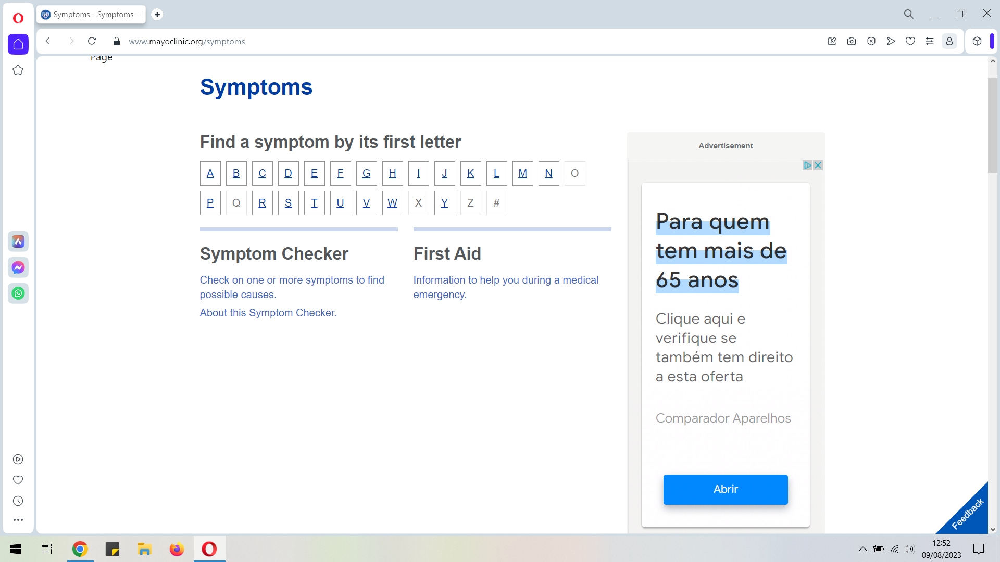 Symptoms - Symptoms -
www.mayoclinic.org/symptoms
Page
Symptoms
Find a symptom by its first letter
A B C D E F G H I J K L M N O
P Q R S T U V W X Y Z #
Symptom Checker
Check on one or more symptoms to find
possible causes.
About this Symptom Checker.
First Aid
Information to help you during a medical
emergency.
Advertisement
Para quem
tem mais de
65 anos
Clique aqui e
verifique se
também tem direito
a esta oferta
Comparador Aparelhos
Abrir
Feedback
12:52
09/08/2023